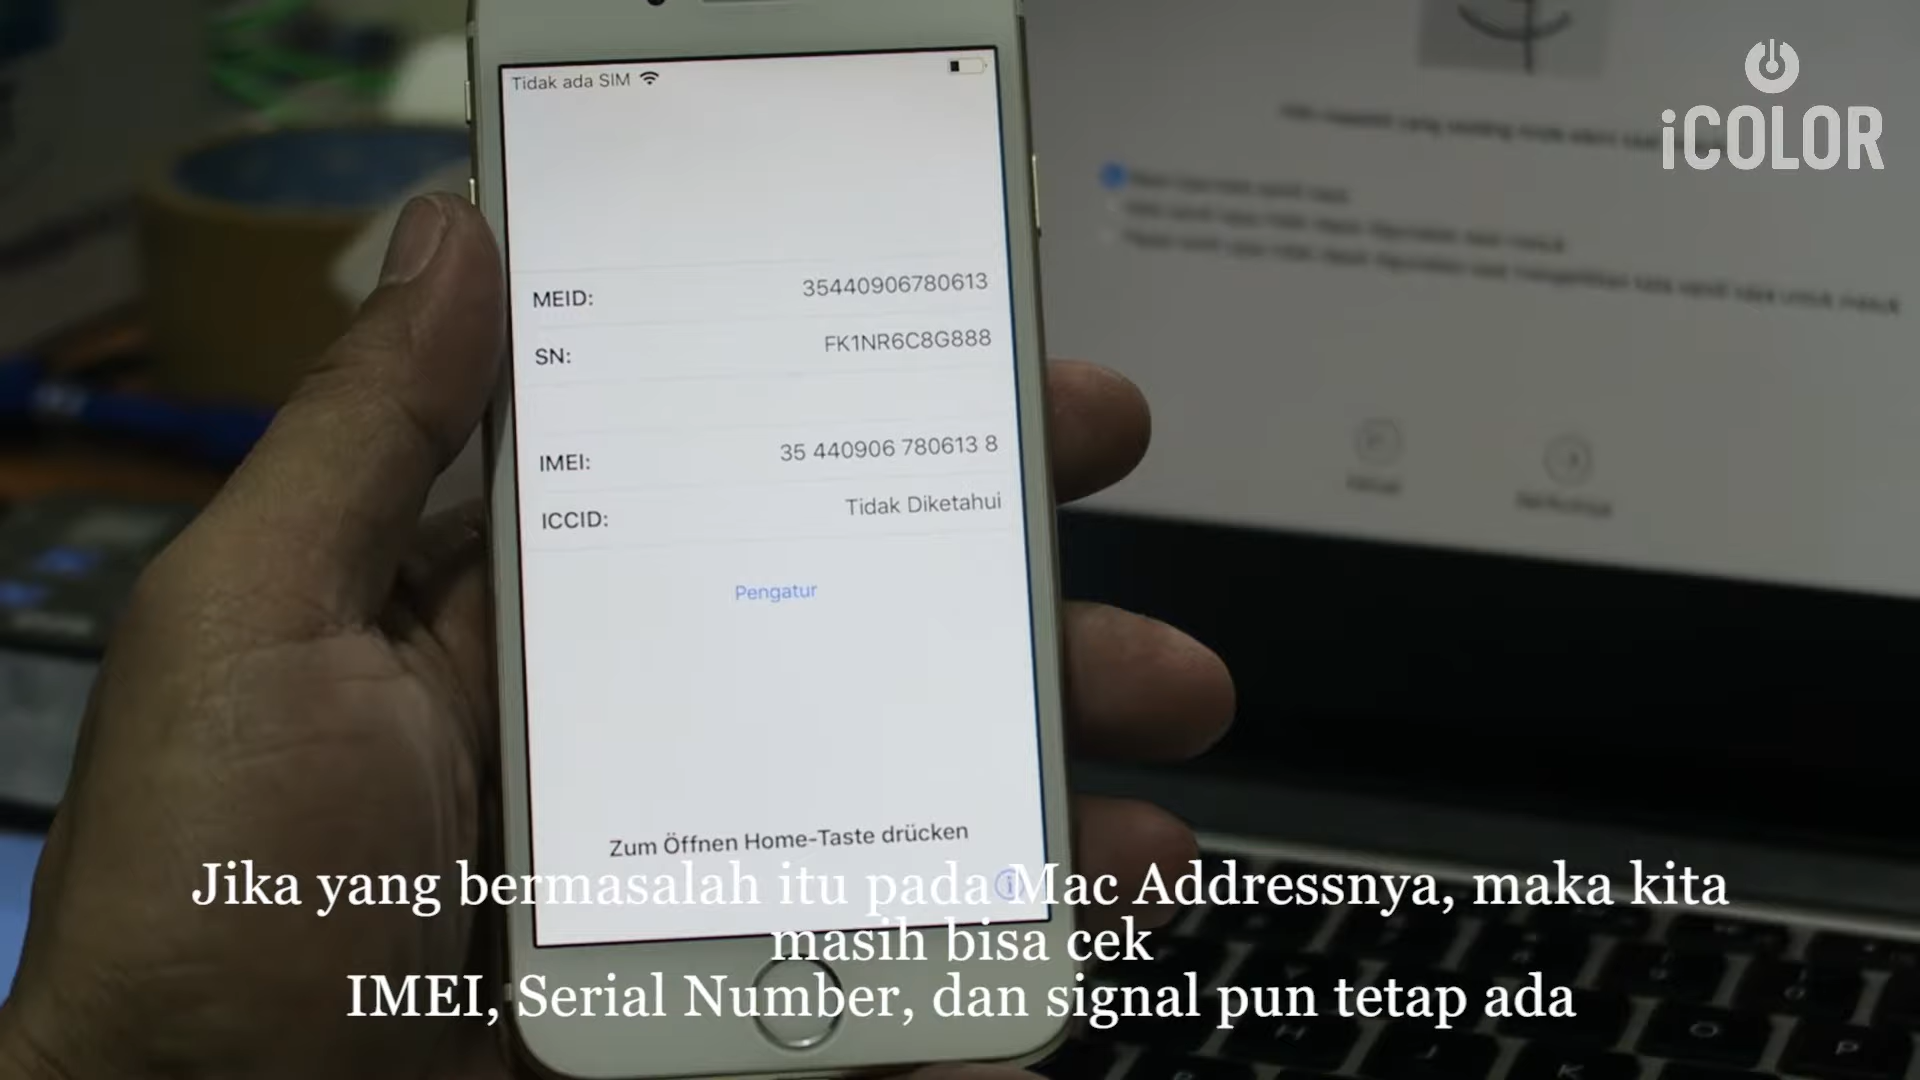 Tidak ada SIM
iCOLOR
MEID: 35440906780613
SN: FK1NR6C8G888
IMEI: 35 440906 780613 8
ICCID: Tidak Diketahui
Pengatur
Zum Öffnen Home-Taste drücken
Jika yang bermasalah itu pada Mac Addressnya, maka kita
masih bisa cek
IMEI, Serial Number, dan signal pun tetap ada